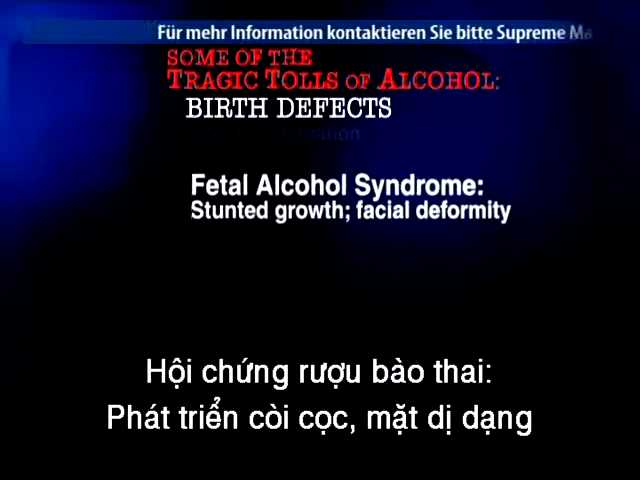 Für mehr Information kontaktieren Sie bitte Supreme Ma
SOME OF THE
TRAGIC TOLLS OF ALCOHOL:
BIRTH DEFECTS
Fetal Alcohol Syndrome:
Stunted growth; facial deformity
Hội chứng rượu bào thai:
Phát triển còi cọc, mặt dị dạng